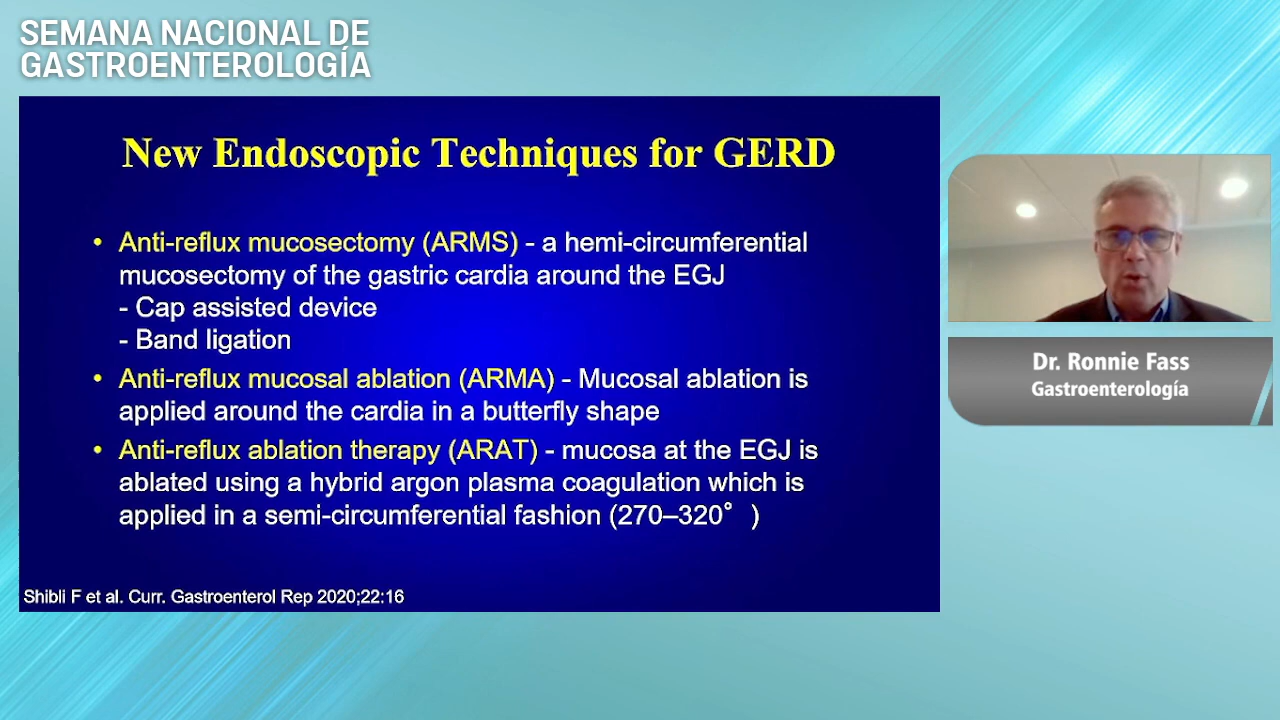 SEMANA NACIONAL DE
GASTROENTEROLOGÍA
New Endoscopic Techniques for GERD
• Anti-reflux mucosectomy (ARMS) - a hemi-circumferential
mucosectomy of the gastric cardia around the EGJ
- Cap assisted device
- Band ligation
• Anti-reflux mucosal ablation (ARMA) - Mucosal ablation is
applied around the cardia in a butterfly shape
• Anti-reflux ablation therapy (ARAT) - mucosa at the EGJ is
ablated using a hybrid argon plasma coagulation which is
applied in a semi-circumferential fashion (270–320° )
Shibli F et al. Curr. Gastroenterol Rep 2020;22:16
Dr. Ronnie Fass
Gastroenterología